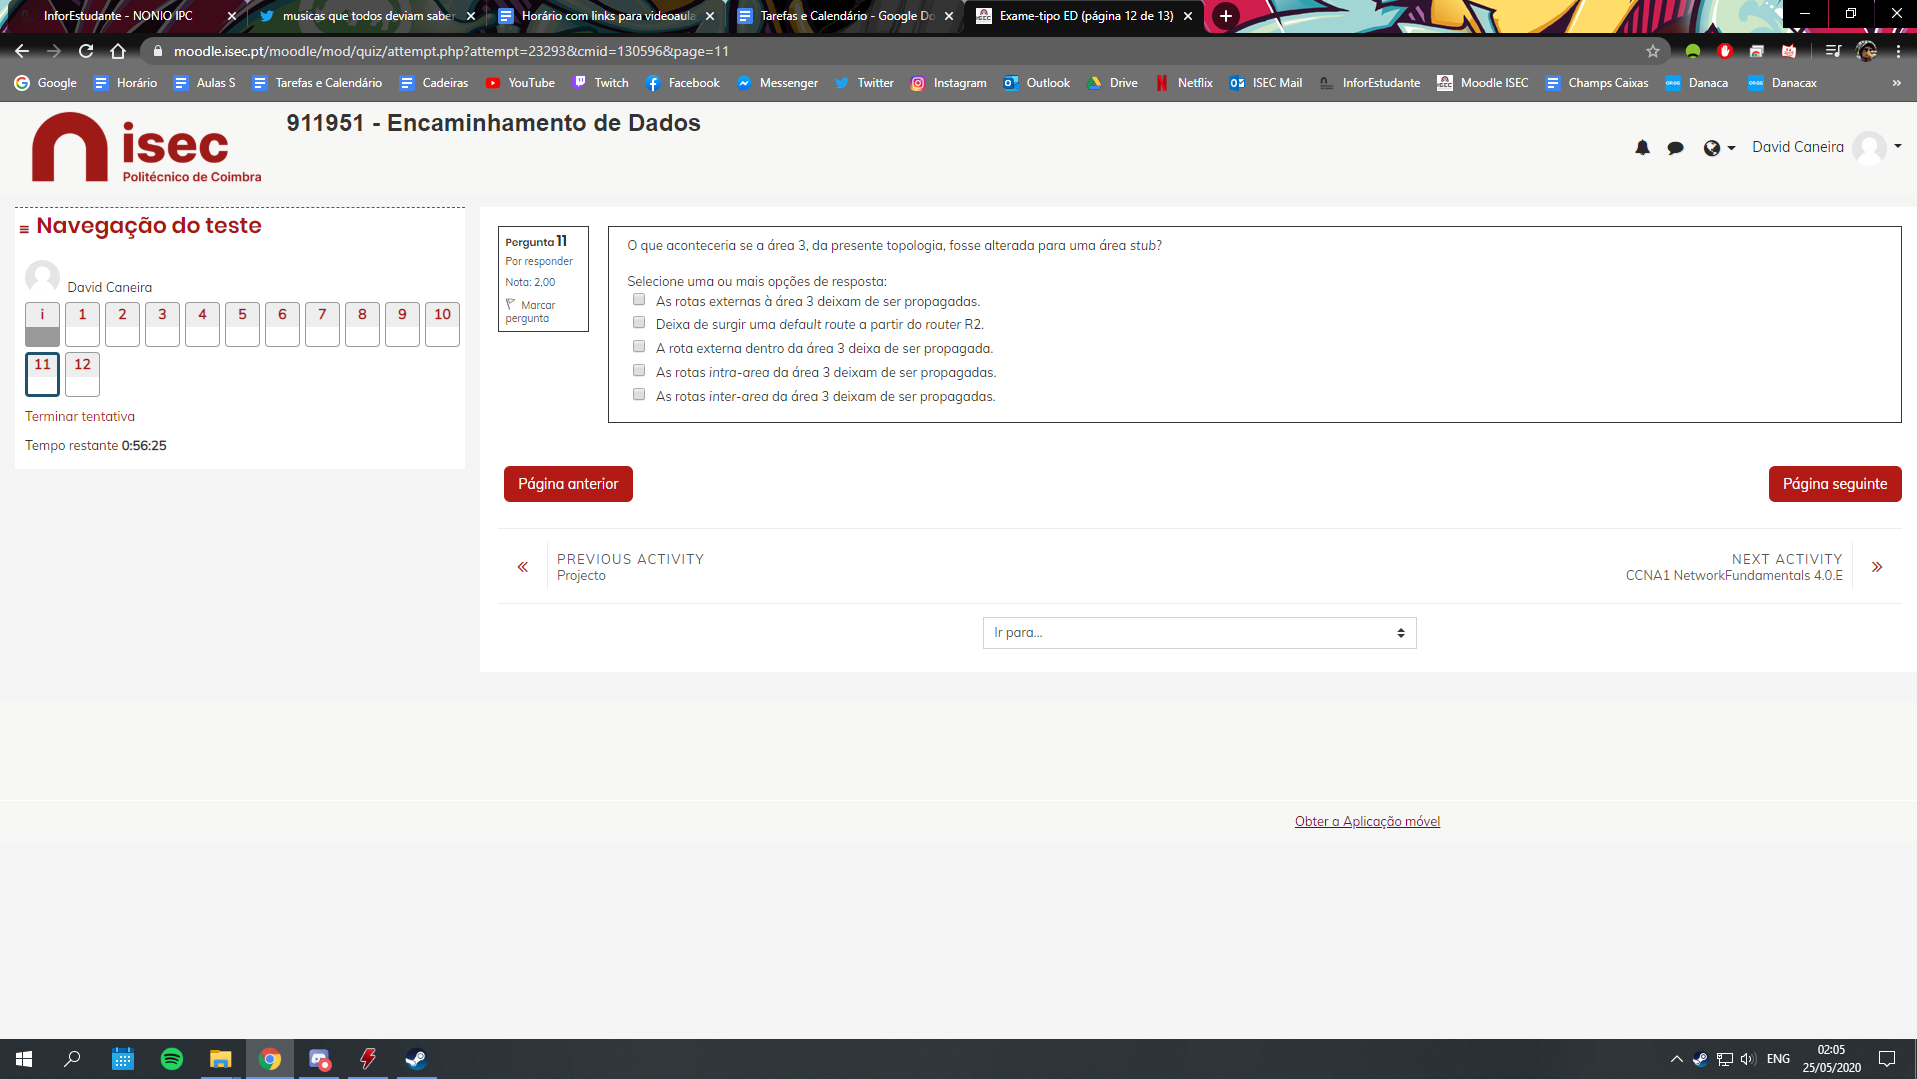 InforEstudante - NONIO IPC
musicas que todos deviam saber
Horário com links para videoaula
Tarefas e Calendário - Google Do
Exame-tipo ED (página 12 de 13)
moodle.isec.pt/moodle/mod/quiz/attempt.php?attempt=23293&cmid=130596&page=11
Google Horário Aulas S Tarefas e Calendário Cadeiras YouTube Twitch Facebook Messenger Twitter Instagram Outlook Drive Netflix ISEC Mail InforEstudante Moodle ISEC Champs Caixas Danaca Danacax »
isec
Politécnico de Coimbra
911951 - Encaminhamento de Dados
David Caneira
Navegação do teste
David Caneira
i 1 2 3 4 5 6 7 8 9 10
11 12
Terminar tentativa
Tempo restante 0:56:25
Pergunta 11
Por responder
Nota: 2,00
Marcar
pergunta
O que aconteceria se a área 3, da presente topologia, fosse alterada para uma área stub?
Selecione uma ou mais opções de resposta:
As rotas externas à área 3 deixam de ser propagadas.
Deixa de surgir uma default route a partir do router R2.
A rota externa dentro da área 3 deixa de ser propagada.
As rotas intra-area da área 3 deixam de ser propagadas.
As rotas inter-area da área 3 deixam de ser propagadas.
Página anterior
Página seguinte
PREVIOUS ACTIVITY
Projecto
NEXT ACTIVITY
CCNA1 NetworkFundamentals 4.0.E
Ir para...
Obter a Aplicação móvel
ENG
02:05
25/05/2020